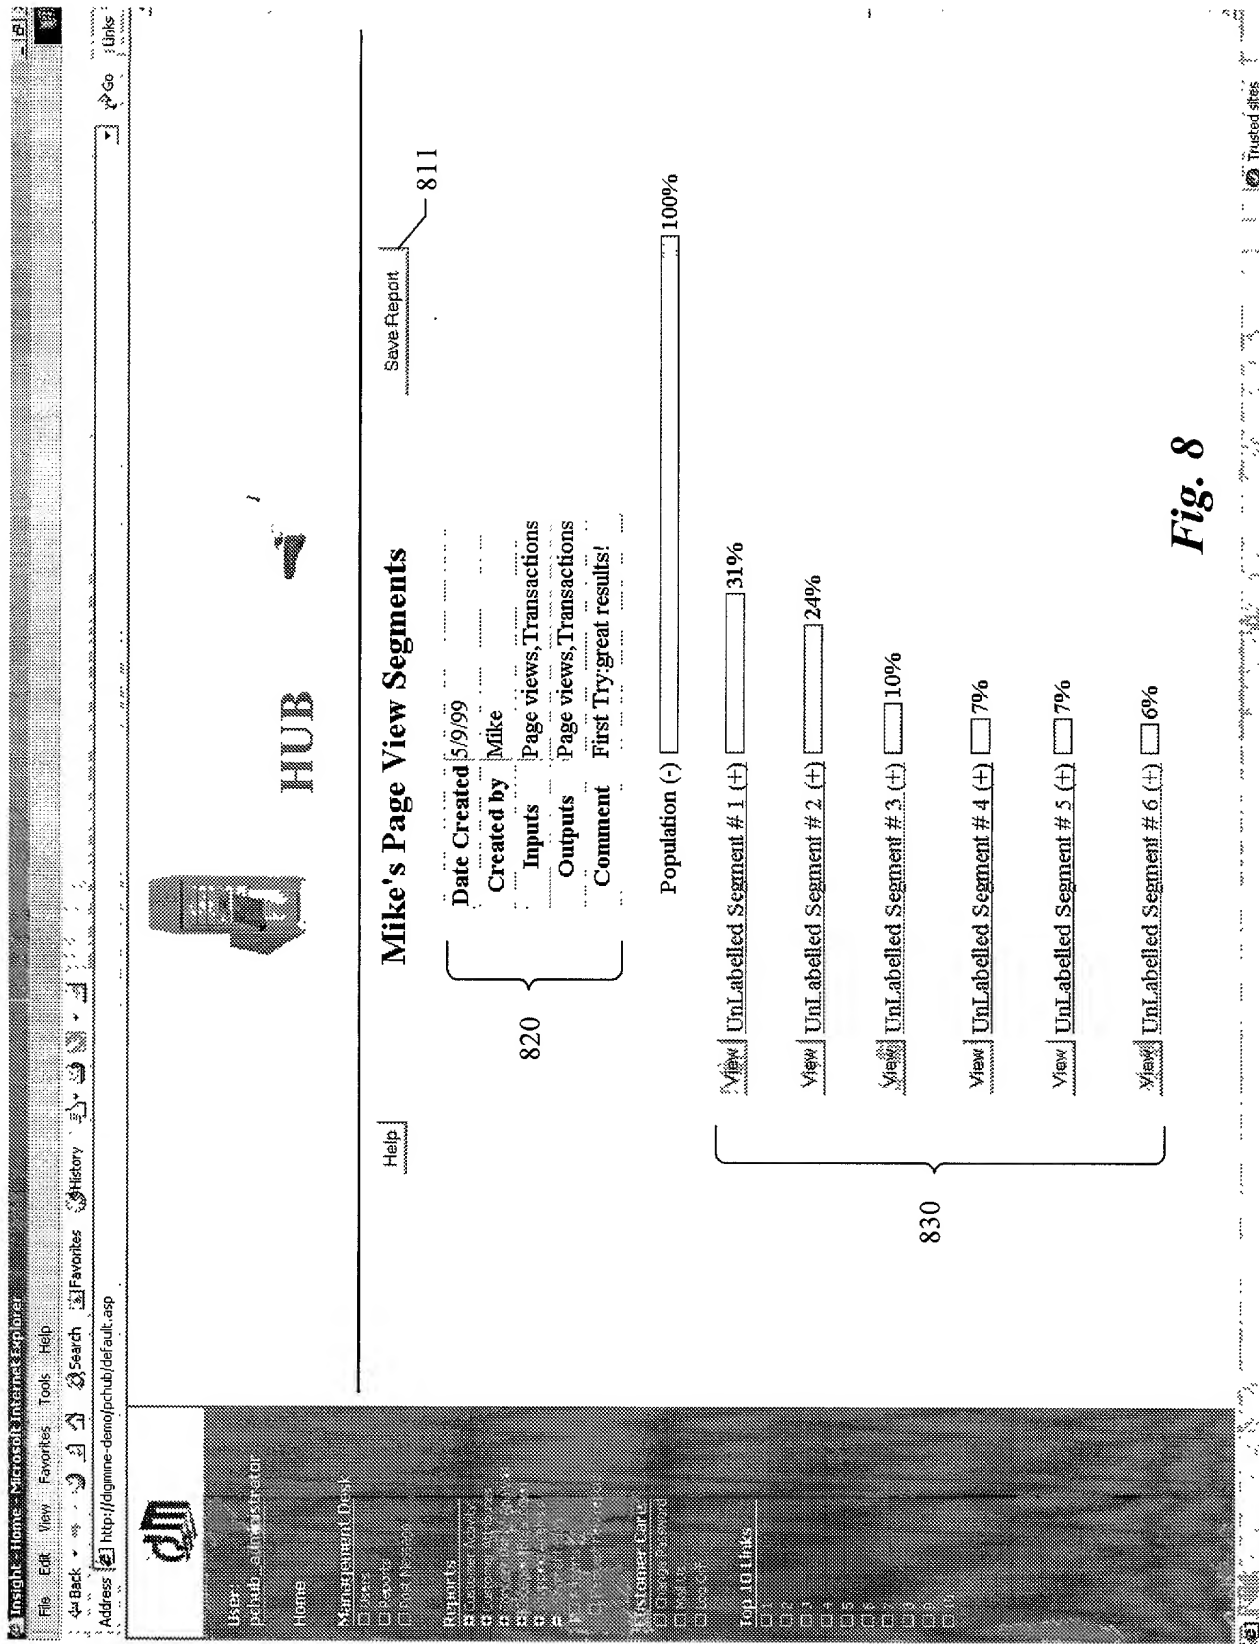 Insight - Home - Microsoft Internet Explorer
File Edit View Favorites Tools Help
Back Search Favorites History
Address http://digimine-demo/pchub/default.asp Go Links
User:
pchub administrator
Home
Management Desk
Reports
Top 10 Links
HUB
Help
Mike's Page View Segments
Save Report
811
820
Date Created 5/9/99
Created by Mike
Inputs Page views,Transactions
Outputs Page views,Transactions
Comment First Try:great results!
Population (-) 100%
830
View UnLabelled Segment # 1 (+) 31%
View UnLabelled Segment # 2 (+) 24%
View UnLabelled Segment # 3 (+) 10%
View UnLabelled Segment # 4 (+) 7%
View UnLabelled Segment # 5 (+) 7%
View UnLabelled Segment # 6 (+) 6%
Fig. 8
Trusted sites